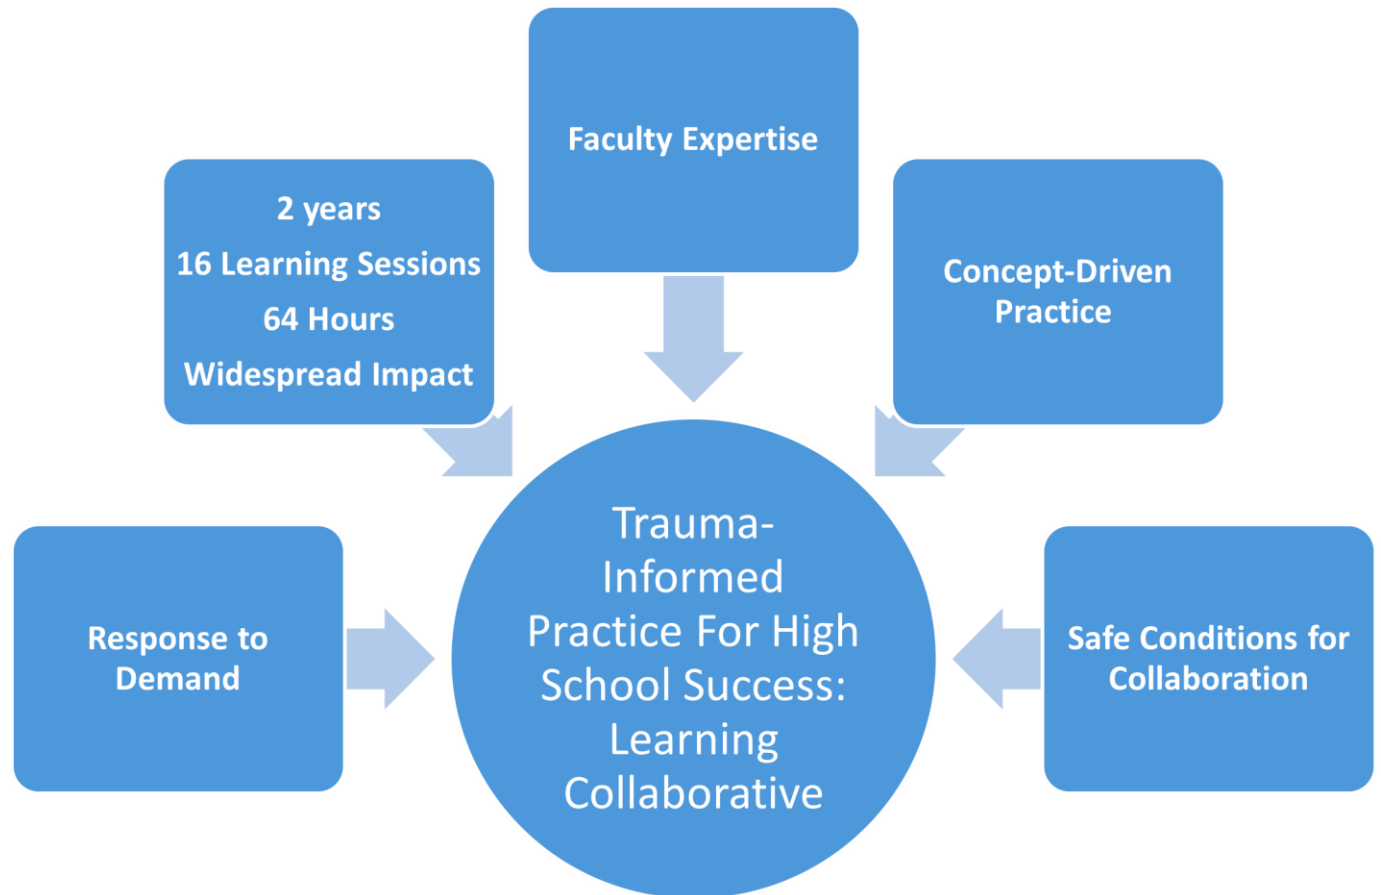 Faculty Expertise
2 years
16 Learning Sessions
64 Hours
Widespread Impact
Concept-Driven
Practice
Response to
Demand
Trauma-
Informed
Practice For High
School Success:
Learning
Collaborative
Safe Conditions for
Collaboration